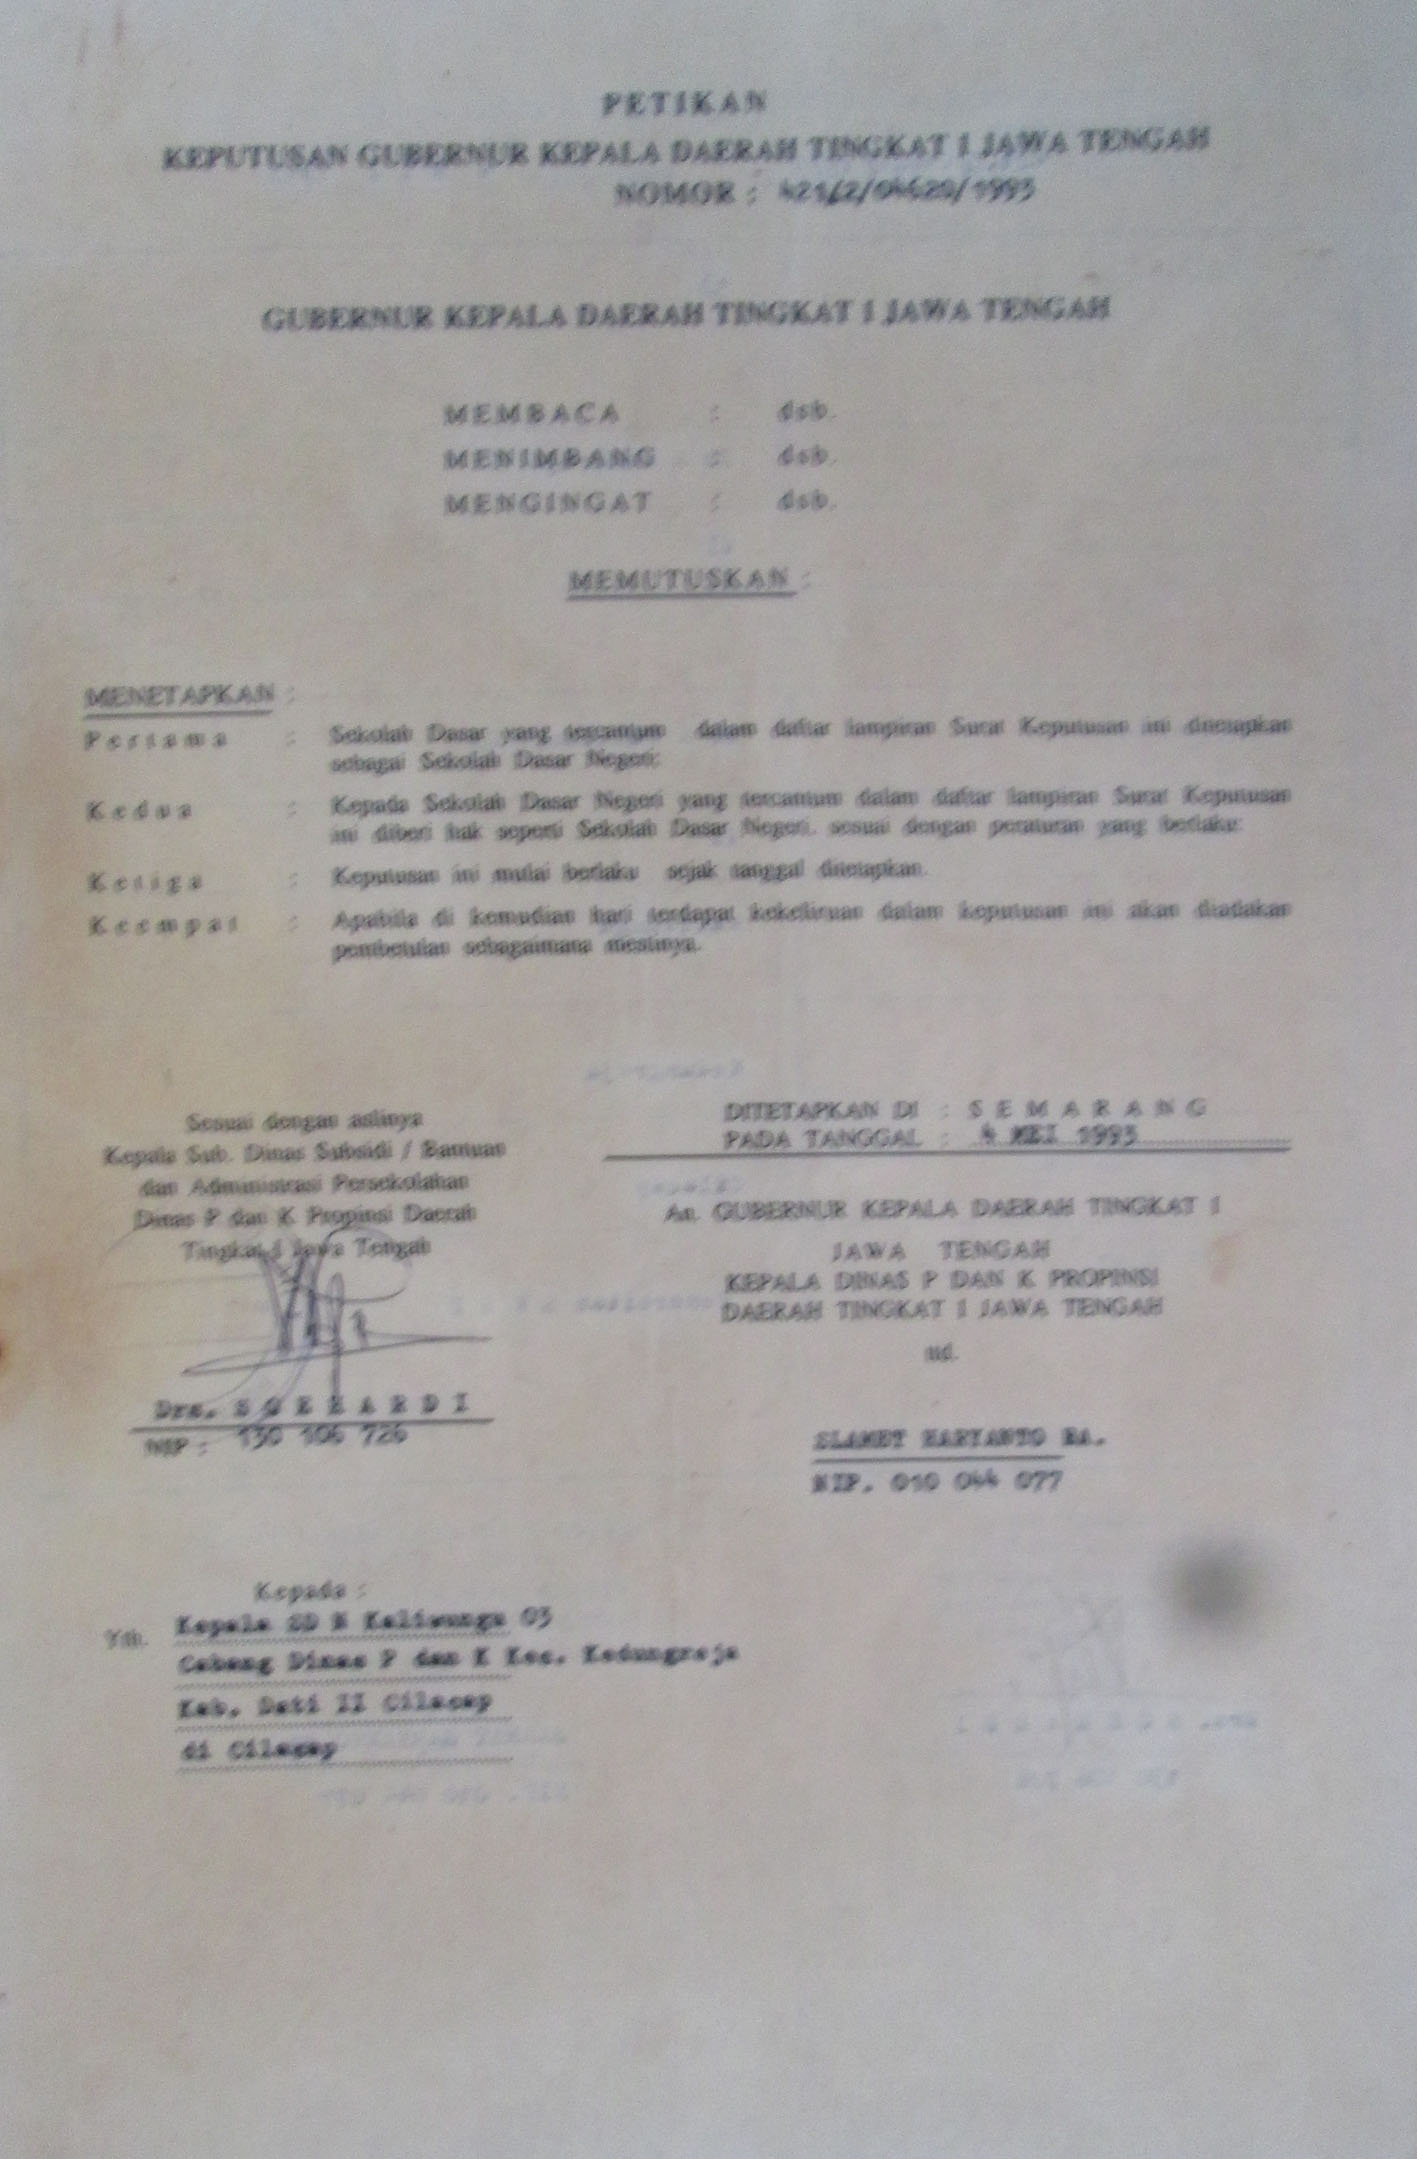 PETIKAN
KEPUTUSAN GUBERNUR KEPALA DAERAH TINGKAT I JAWA TENGAH
NOMOR : /1993
GUBERNUR KEPALA DAERAH TINGKAT I JAWA TENGAH
MEMBACA : dsb.
MENIMBANG : dsb.
MENGINGAT : dsb.
MEMUTUSKAN :
MENETAPKAN :
Pertama : Sekolah Dasar yang tercantum dalam daftar lampiran Surat Keputusan ini ditetapkan
sebagai Sekolah Dasar Negeri;
Kedua : Kepada Sekolah Dasar Negeri yang tercantum dalam daftar lampiran Surat Keputusan
ini diberi hak seperti Sekolah Dasar Negeri, sesuai dengan peraturan yang berlaku;
Ketiga : Keputusan ini mulai berlaku sejak tanggal ditetapkan.
Keempat : Apabila di kemudian hari terdapat kekeliruan dalam keputusan ini akan diadakan
pembetulan sebagaimana mestinya.
DITETAPKAN DI : SEMARANG
PADA TANGGAL : 4 MEI 1993
An. GUBERNUR KEPALA DAERAH TINGKAT I
JAWA TENGAH
KEPALA DINAS P DAN K PROPINSI
DAERAH TINGKAT I JAWA TENGAH
ttd.
SLAMET HARYANTO BA.
NIP. 010 044 077
Sesuai dengan aslinya
Kepala Sub. Dinas Subsidi / Bantuan
dan Administrasi Persekolahan
Dinas P dan K Propinsi Daerah
Tingkat I Jawa Tengah
Drs.
NIP : 130 106 726
Kepada :
Yth. Kepala SD N Kaliwungu 03
Cabang Dinas P dan K Kec. Kedungreja
Kab. Dati II Cilacap
di Cilacap